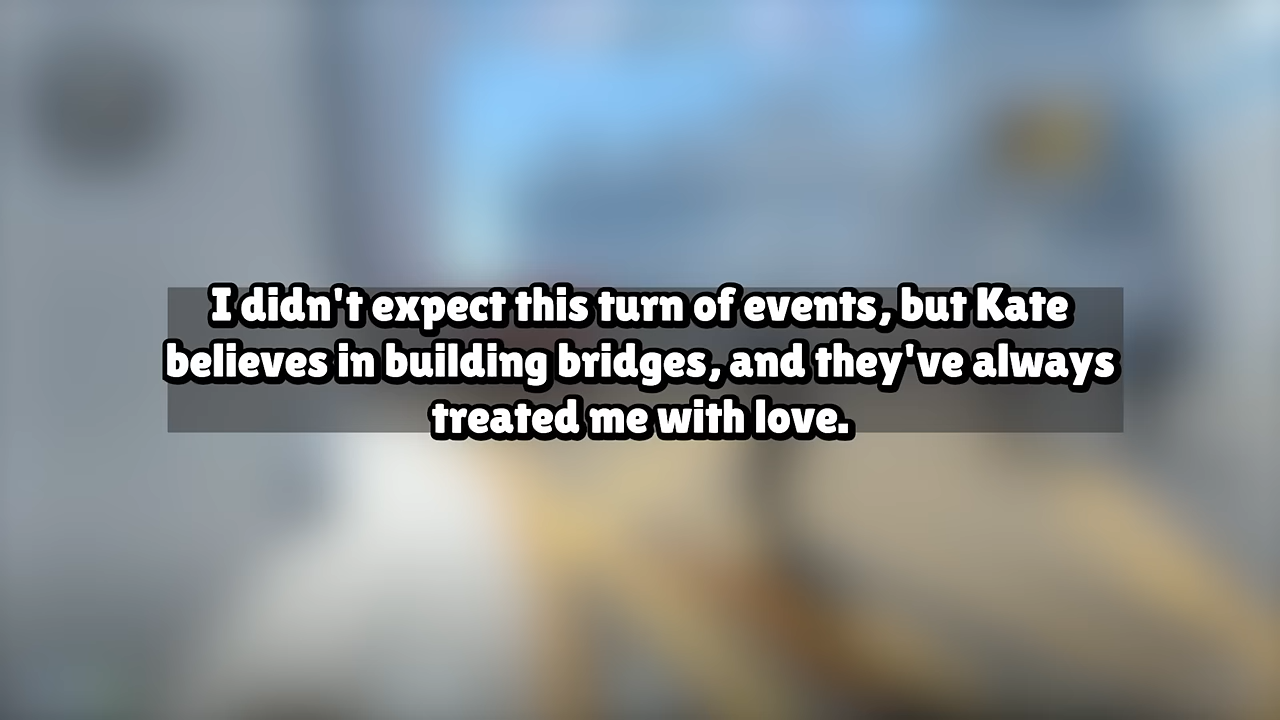 I didn't expect this turn of events, but Kate
believes in building bridges, and they've always
treated me with love.